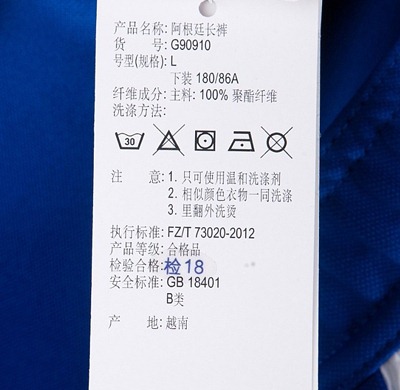 产品名称: 阿根廷长裤
货 号: G90910
号型(规格): L
下装 180/86A
纤维成分: 主料: 100% 聚酯纤维
洗涤方法:
30
注 意: 1. 只可使用温和洗涤剂
2. 相似颜色衣物一同洗涤
3. 里翻外洗烫
执行标准: FZ/T 73020-2012
产品等级: 合格品
检验合格: 检18
安全标准: GB 18401
B类
产 地: 越南